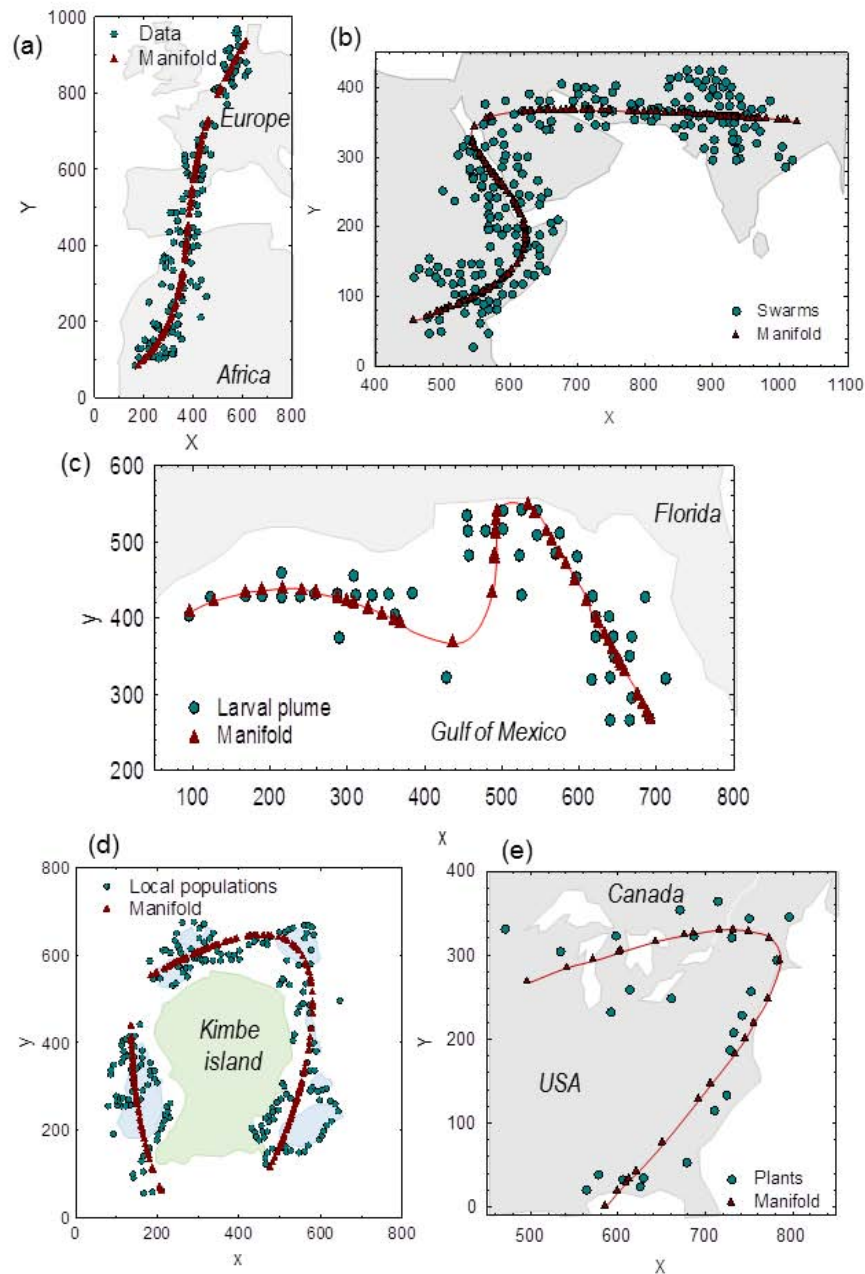 (a)
1000
800
600
400
200
0
Y
Data
Manifold
Europe
Africa
0 200 400 600 800
X
(b)
400
300
200
100
0
Y
Swarms
Manifold
400 500 600 700 800 900 1000 1100
X
(c)
600
500
400
300
200
y
Florida
Larval plume
Manifold
Gulf of Mexico
100 200 300 400 500 600 700 800
X
(d)
800
600
400
200
0
y
Local populations
Manifold
Kimbe
island
0 200 400 600 800
x
(e)
400
300
200
100
0
Y
Canada
USA
Plants
Manifold
500 600 700 800
X